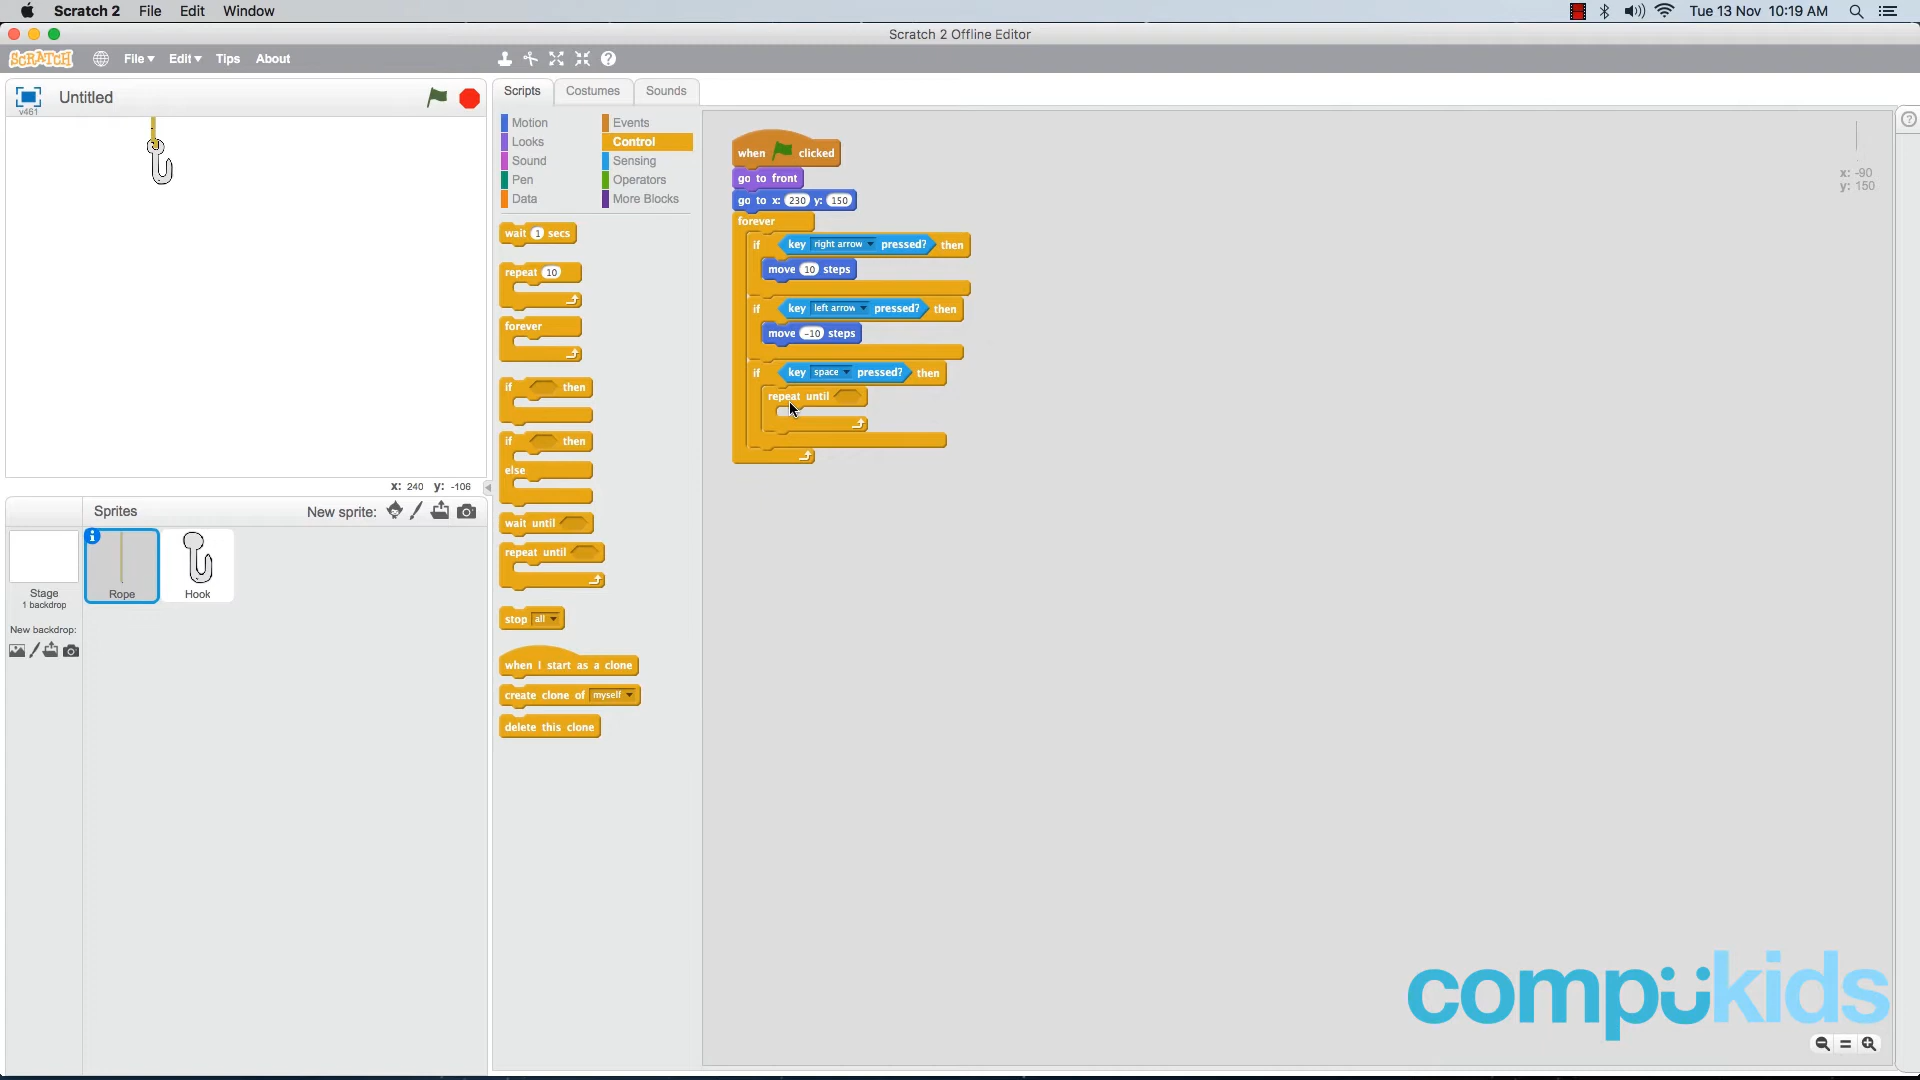 Scratch 2 File Edit Window Tue 13 Nov 10:19 AM
Scratch 2 Offline Editor
SCRATCH File Edit Tips About
v461 Untitled
Scripts Costumes Sounds
Motion Events
Looks Control
Sound Sensing
Pen Operators
Data More Blocks
wait 1 secs
repeat 10
forever
if then
if then
else
wait until
repeat until
stop all
when I start as a clone
create clone of myself
delete this clone
when clicked
go to front
go to x: 230 y: 150
forever
if key right arrow pressed? then
move 10 steps
if key left arrow pressed? then
move -10 steps
if key space pressed? then
repeat until
x: -90
y: 150
x: 240 y: -106
Sprites New sprite:
Stage
1 backdrop
New backdrop:
Rope
Hook
compükids